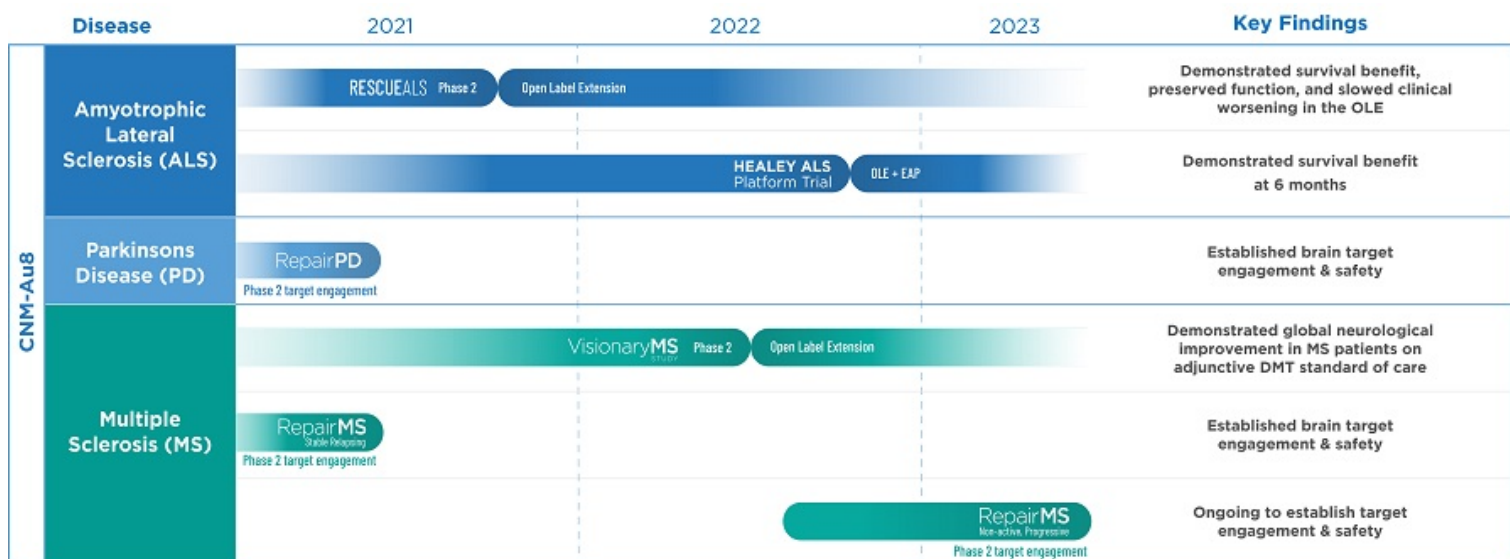 Disease
2021
2022
2023
Key Findings
CNM-Au8
Amyotrophic
Lateral
Sclerosis (ALS)
RESCUEALS Phase 2
Open Label Extension
Demonstrated survival benefit,
preserved function, and slowed clinical
worsening in the OLE
HEALEY ALS
Platform Trial
OLE + EAP
Demonstrated survival benefit
at 6 months
Parkinsons
Disease (PD)
RepairPD
Phase 2 target engagement
Established brain target
engagement & safety
Multiple
Sclerosis (MS)
VisionaryMS Phase 2
STUDY
Open Label Extension
Demonstrated global neurological
improvement in MS patients on
adjunctive DMT standard of care
RepairMS
Stable Relapsing
Phase 2 target engagement
Established brain target
engagement & safety
RepairMS
Non-active, Progressive
Phase 2 target engagement
Ongoing to establish target
engagement & safety